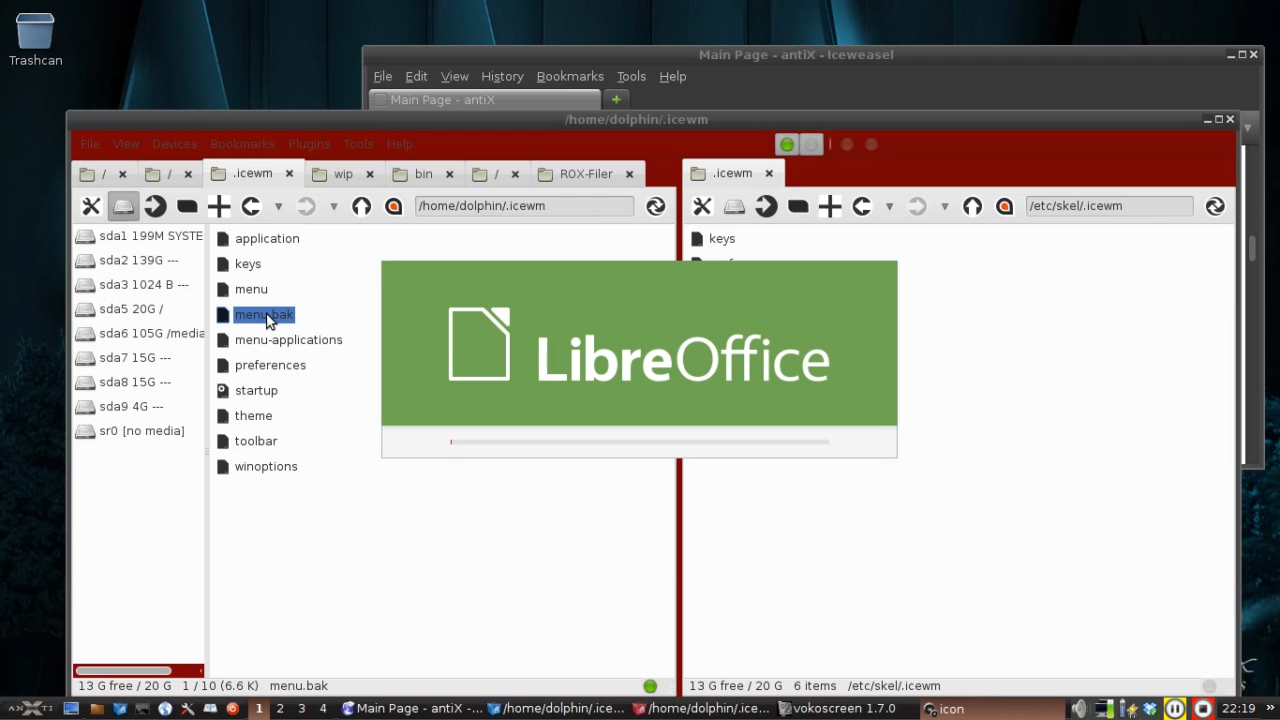 Trashcan
Main Page - antiX - Iceweasel
File Edit View History Bookmarks Tools Help
Main Page - antiX
/home/dolphin/.icewm
File View Devices Bookmarks Plugins Tools Help
/ / .icewm wip bin / ROX-Filer
.icewm
/home/dolphin/.icewm
/etc/skel/.icewm
sda1 199M SYSTE
sda2 139G ---
sda3 1024 B ---
sda5 20G /
sda6 105G /media
sda7 15G ---
sda8 15G ---
sda9 4G ---
sr0 [no media]
application
keys
menu
menu.bak
menu-applications
preferences
startup
theme
toolbar
winoptions
keys
LibreOffice
13 G free / 20 G 1 / 10 (6.6 K) menu.bak
13 G free / 20 G 6 items /etc/skel/.icewm
ANTIX 1 2 3 4 Main Page - antiX -... /home/dolphin/.ice... /home/dolphin/.ice... vokoscreen 1.7.0 icon 22:19 »